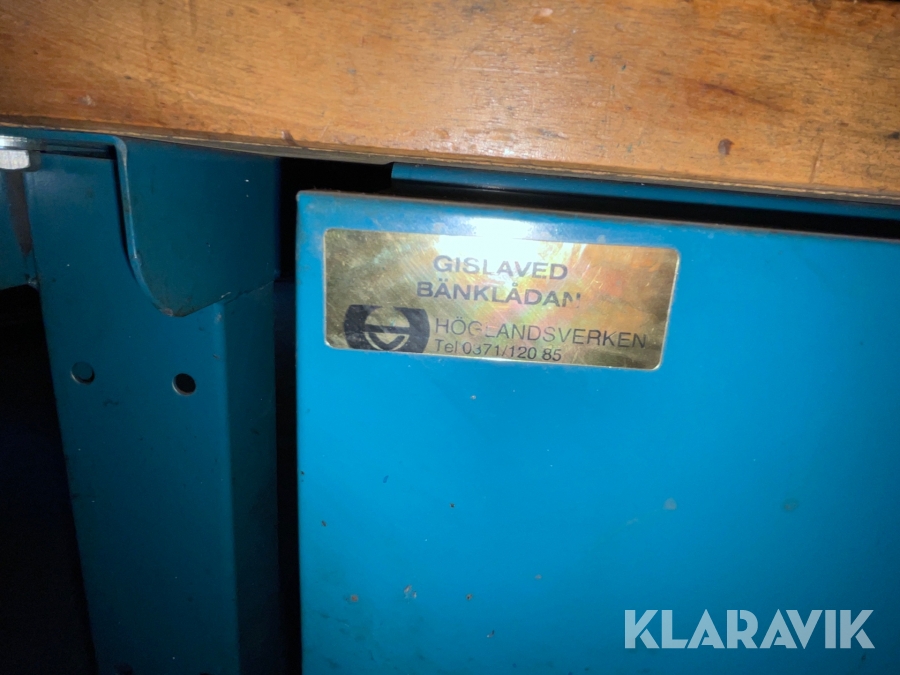 GISLAVED
BÄNKLÅDAN
HÖGLANDSVERKEN
Tel 0371/120 85
KLARAVIK